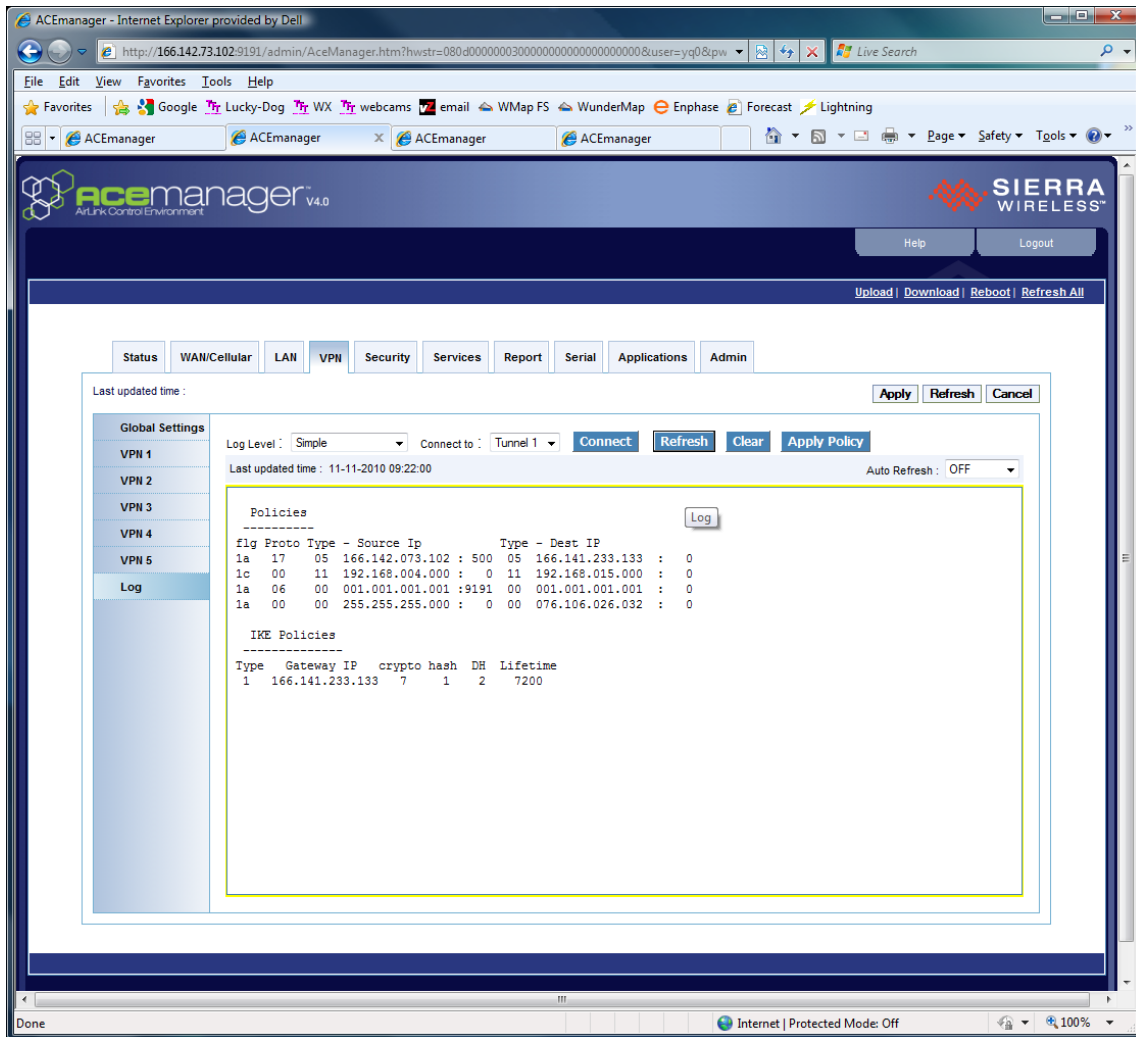 ACEmanager - Internet Explorer provided by Dell
http://166.142.73.102:9191/admin/AceManager.htm?hwstr=080d0000000300000000000000000000&user=yq0&pw
Live Search
File Edit View Favorites Tools Help
Favorites Google Lucky-Dog WX webcams email WMap FS WunderMap Enphase Forecast Lightning
ACEmanager ACEmanager ACEmanager ACEmanager Page Safety Tools
acemanager™ V4.0
AirLink Control Environment
SIERRA
WIRELESS™
Help Logout
Upload | Download | Reboot | Refresh All
Status WAN/Cellular LAN VPN Security Services Report Serial Applications Admin
Last updated time :
Apply Refresh Cancel
Global Settings
VPN 1
VPN 2
VPN 3
VPN 4
VPN 5
Log
Log Level : Simple Connect to : Tunnel 1 Connect Refresh Clear Apply Policy
Last updated time : 11-11-2010 09:22:00 Auto Refresh : OFF
Policies
----------
flg Proto Type - Source Ip Type - Dest IP
1a 17 05 166.142.073.102 : 500 05 166.141.233.133 : 0
1c 00 11 192.168.004.000 : 0 11 192.168.015.000 : 0
1a 06 00 001.001.001.001 :9191 00 001.001.001.001 : 0
1a 00 00 255.255.255.000 : 0 00 076.106.026.032 : 0
Log
IKE Policies
--------------
Type Gateway IP crypto hash DH Lifetime
1 166.141.233.133 7 1 2 7200
Done Internet | Protected Mode: Off 100%